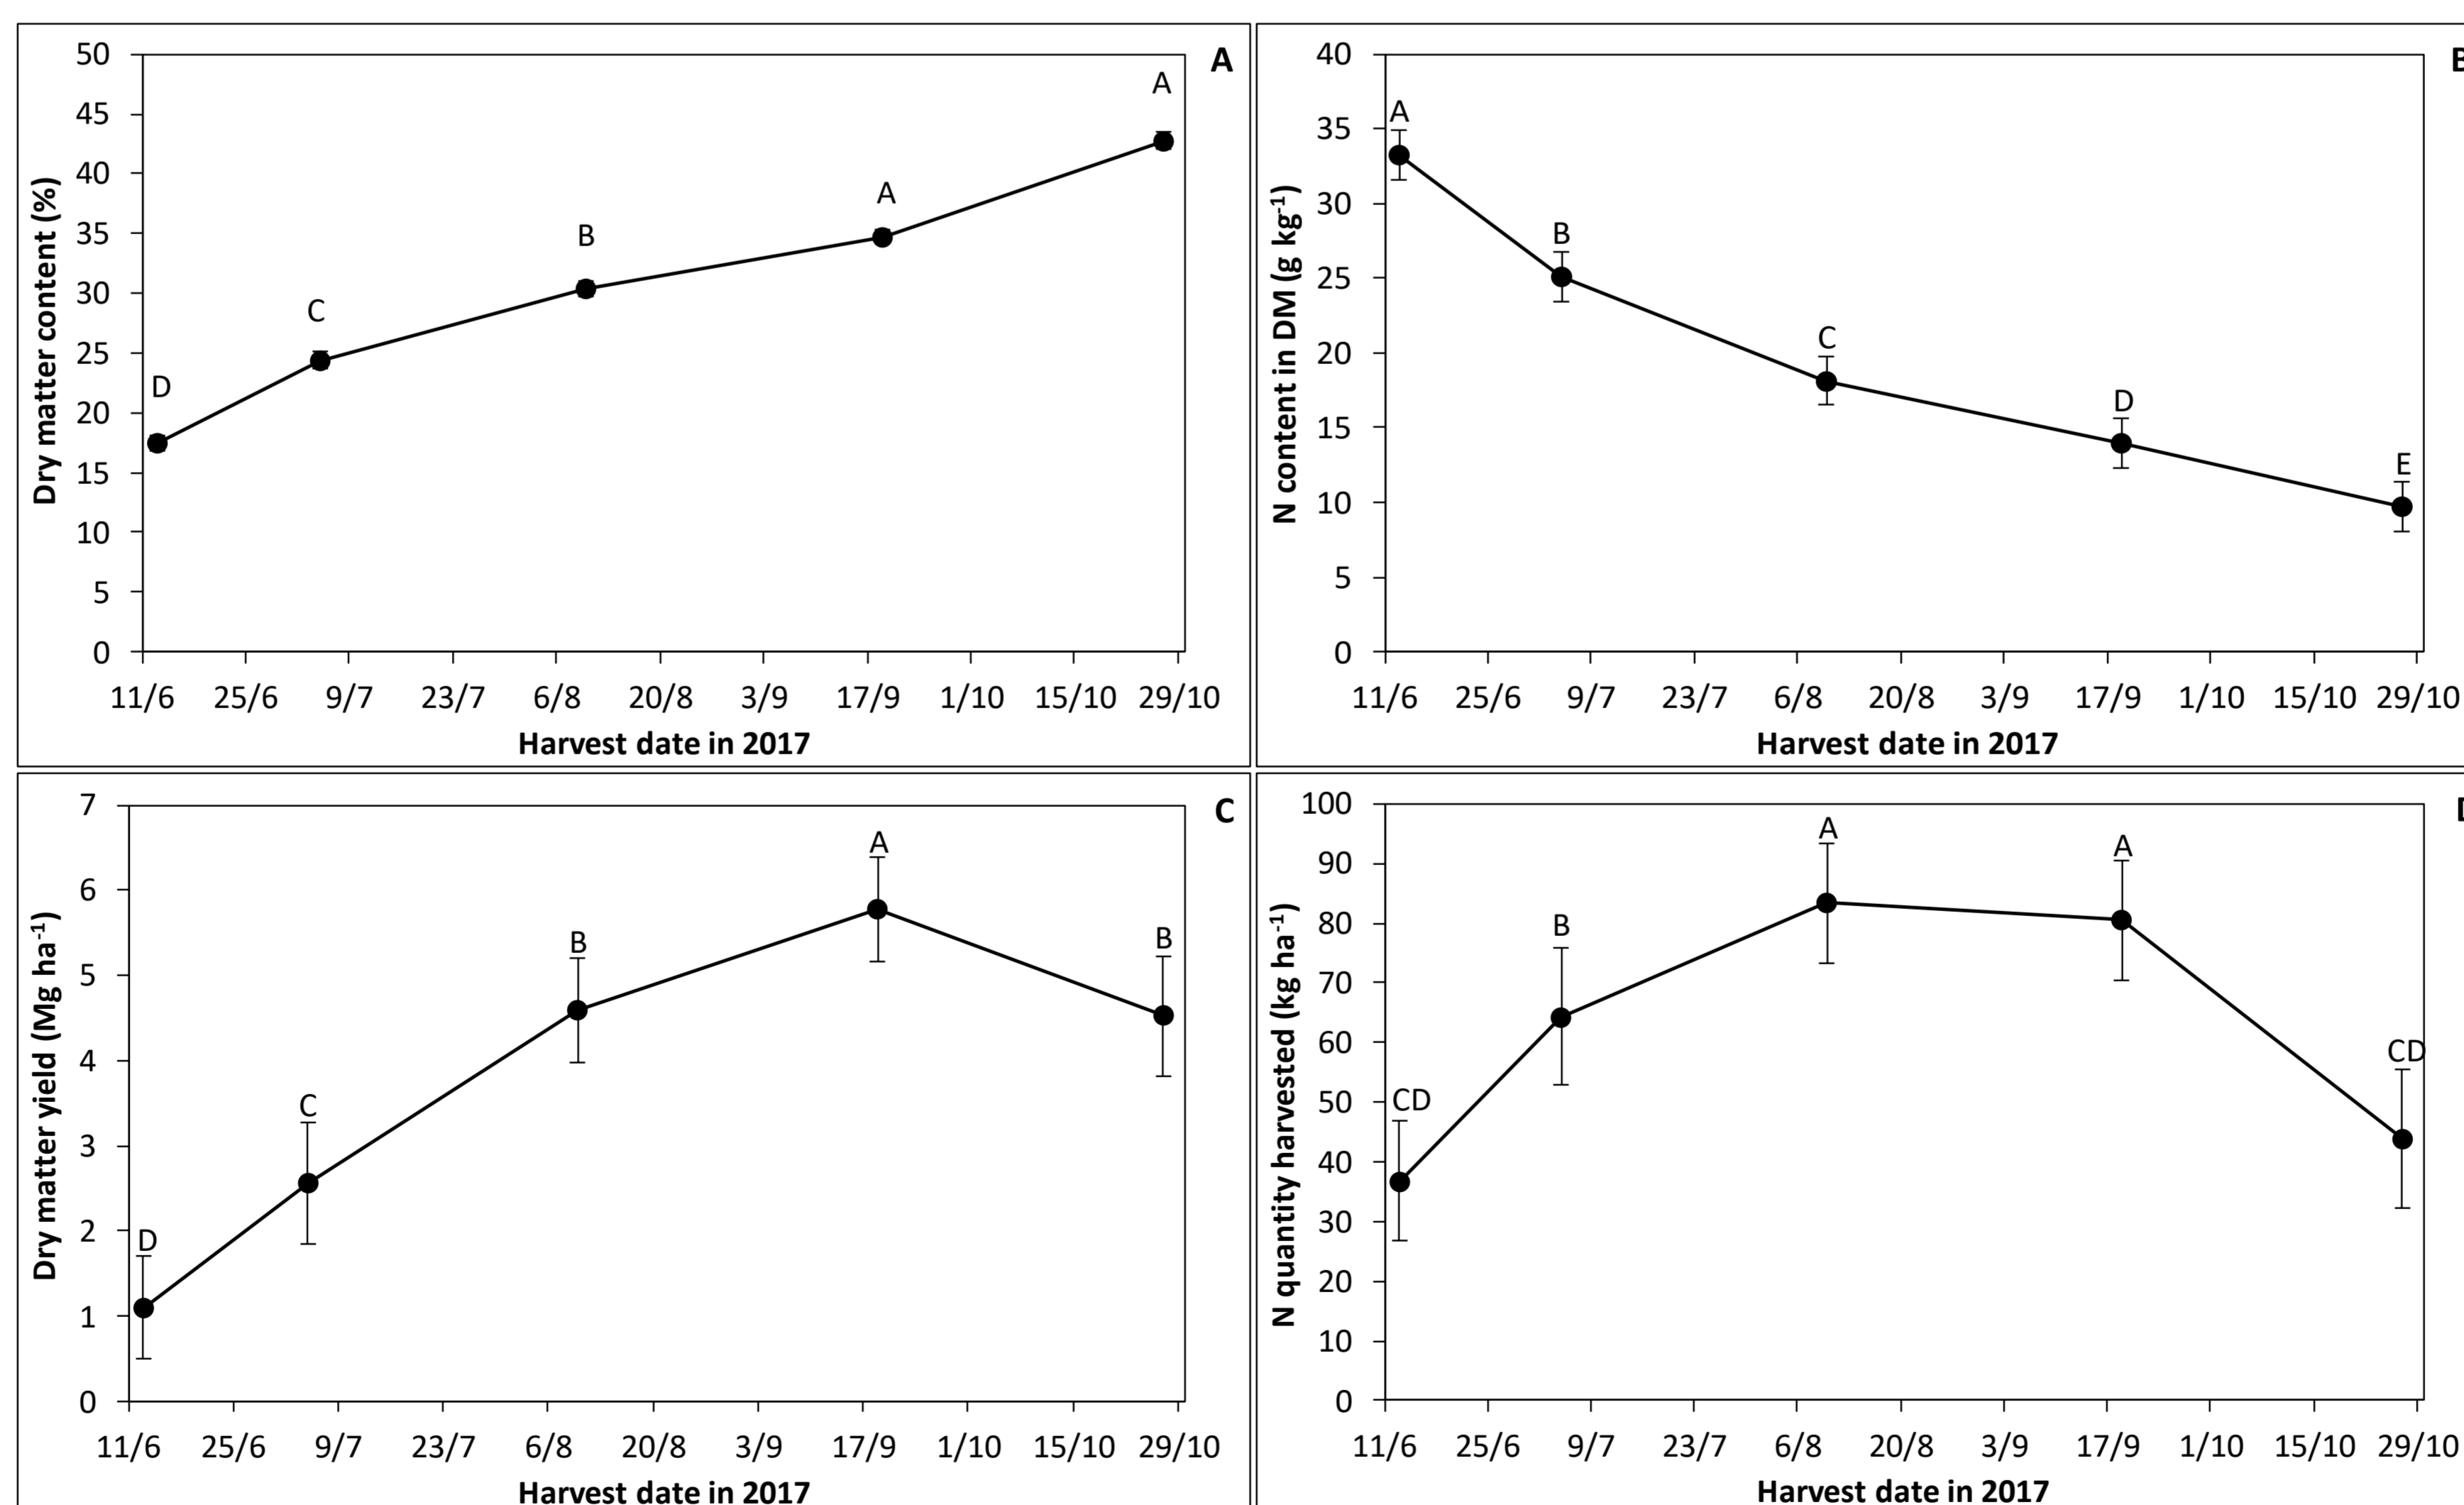 A
50
45
40
35
30
25
20
15
10
5
0
Dry matter content (%)
D
C
B
A
A
11/6 25/6 9/7 23/7 6/8 20/8 3/9 17/9 1/10 15/10 29/10
Harvest date in 2017
40
35
30
25
20
15
10
5
0
N content in DM (g kg⁻¹)
A
B
C
D
E
11/6 25/6 9/7 23/7 6/8 20/8 3/9 17/9 1/10 15/10 29/10
Harvest date in 2017
C
7
6
5
4
3
2
1
0
Dry matter yield (Mg ha⁻¹)
D
C
B
A
B
11/6 25/6 9/7 23/7 6/8 20/8 3/9 17/9 1/10 15/10 29/10
Harvest date in 2017
100
90
80
70
60
50
40
30
20
10
0
N quantity harvested (kg ha⁻¹)
CD
B
A
A
CD
11/6 25/6 9/7 23/7 6/8 20/8 3/9 17/9 1/10 15/10 29/10
Harvest date in 2017